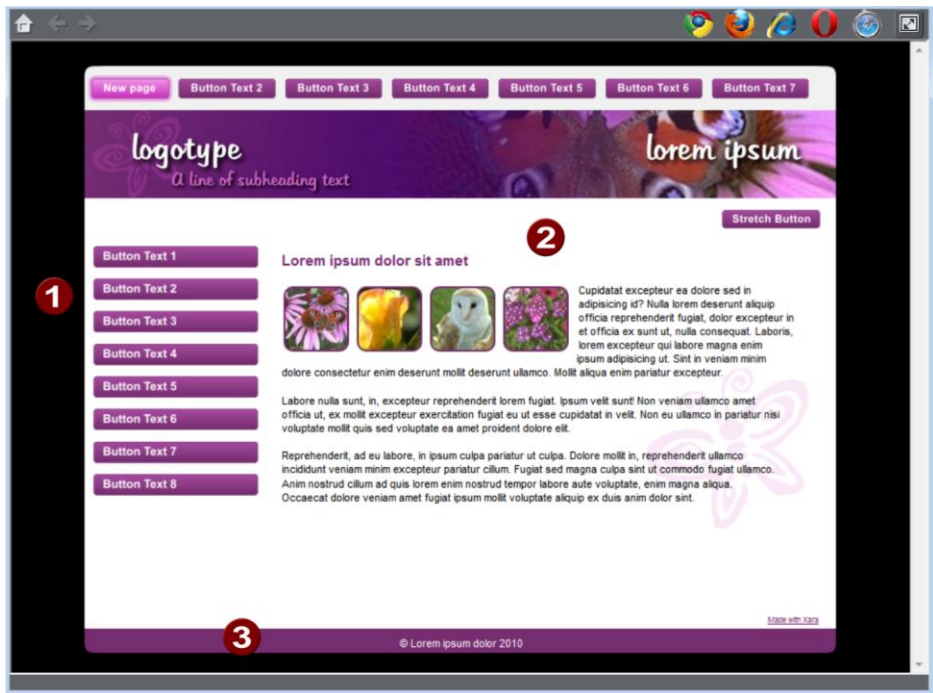 New page Button Text 2 Button Text 3 Button Text 4 Button Text 5 Button Text 6 Button Text 7
logotype
a line of subheading text
lorem ipsum
Stretch Button
1
2
Button Text 1
Button Text 2
Button Text 3
Button Text 4
Button Text 5
Button Text 6
Button Text 7
Button Text 8
Lorem ipsum dolor sit amet
Cupidatat excepteur ea dolore sed in
adipisicing id? Nulla lorem deserunt aliquip
officia reprehenderit fugiat, dolor excepteur in
et officia ex sunt ut, nulla consequat. Laboris,
lorem excepteur qui labore magna enim
ipsum adipisicing ut. Sint in veniam minim
dolore consectetur enim deserunt mollit deserunt ullamco. Mollit aliqua enim pariatur excepteur.
Labore nulla sunt, in, excepteur reprehenderit lorem fugiat. Ipsum velit sunt! Non veniam ullamco amet
officia ut, ex mollit excepteur exercitation fugiat eu ut esse cupidatat in velit. Non eu ullamco in pariatur nisi
voluptate mollit quis sed voluptate ea amet proident dolore elit.
Reprehenderit, ad eu labore, in ipsum culpa pariatur ut culpa. Dolore mollit in, reprehenderit ullamco
incididunt veniam minim excepteur pariatur cillum. Fugiat sed magna culpa sint ut commodo fugiat ullamco.
Anim nostrud cillum ad quis lorem enim nostrud tempor labore aute voluptate, enim magna aliqua.
Occaecat dolore veniam amet fugiat ipsum mollit voluptate aliquip ex duis anim dolor sint.
Made with Xara
3
© Lorem ipsum dolor 2010